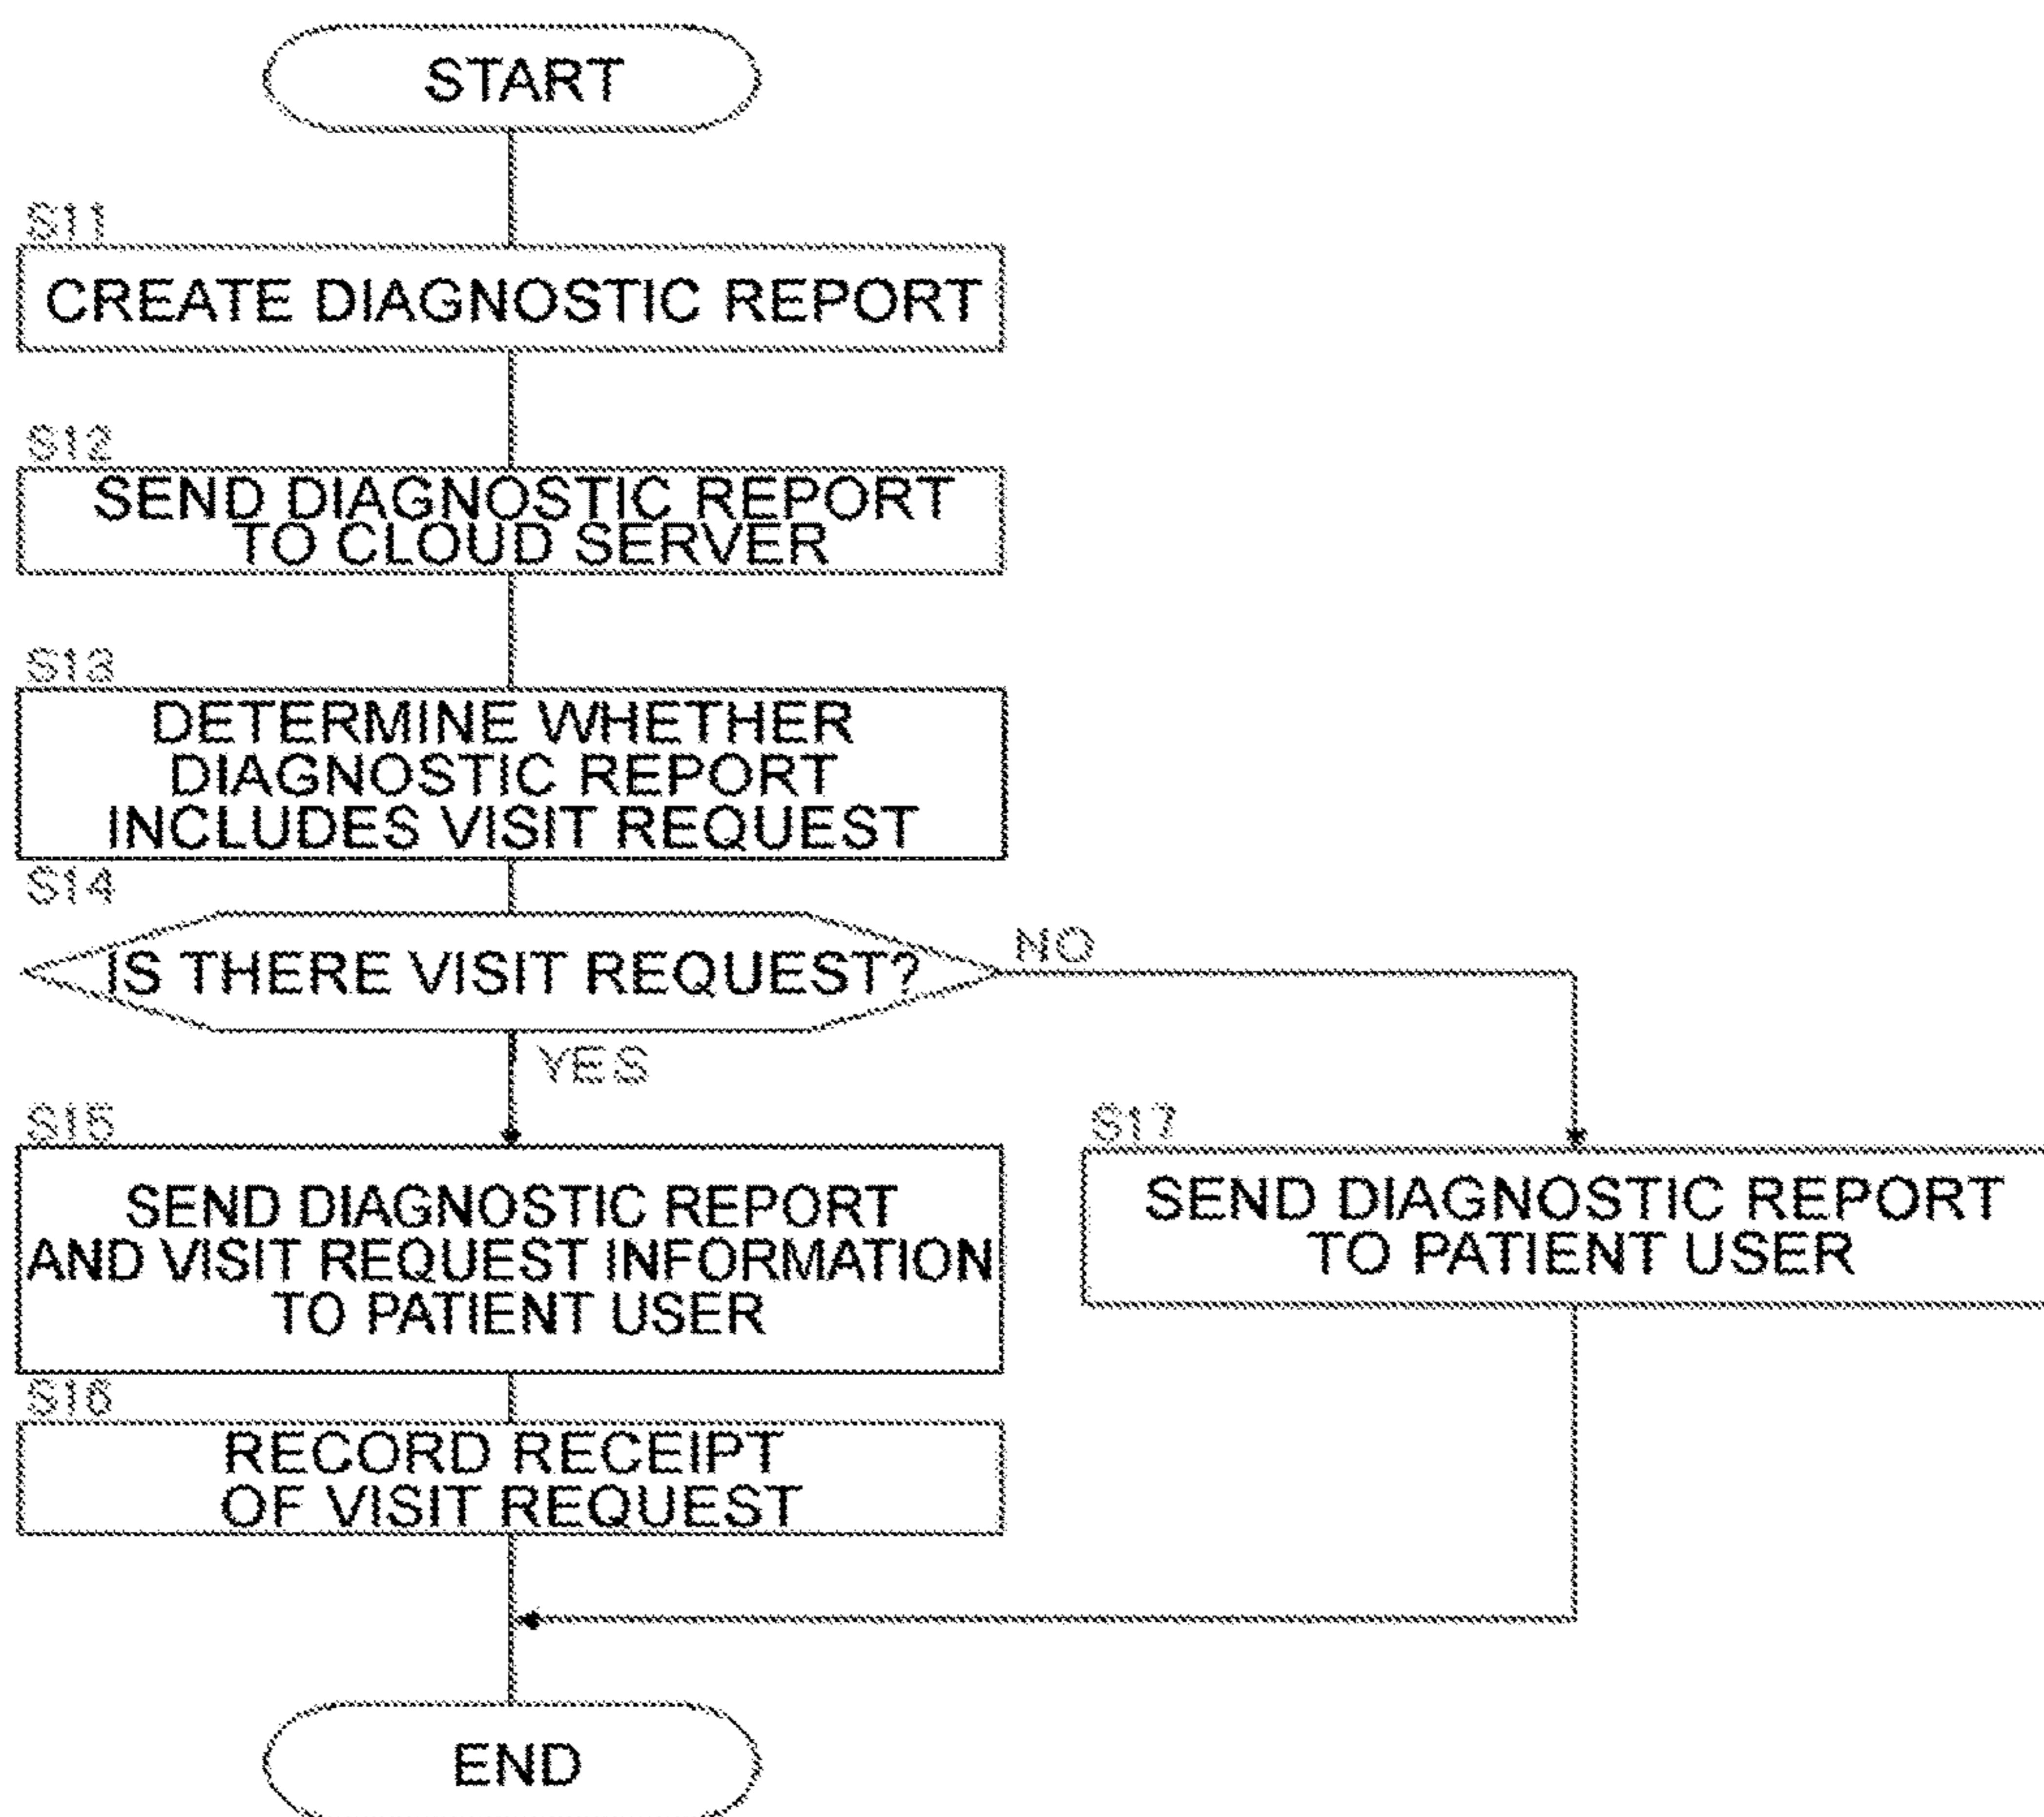 START
S11
CREATE DIAGNOSTIC REPORT
S12
SEND DIAGNOSTIC REPORT
TO CLOUD SERVER
S13
DETERMINE WHETHER
DIAGNOSTIC REPORT
INCLUDES VISIT REQUEST
S14
IS THERE VISIT REQUEST?
NO
YES
S15
SEND DIAGNOSTIC REPORT
AND VISIT REQUEST INFORMATION
TO PATIENT USER
S17
SEND DIAGNOSTIC REPORT
TO PATIENT USER
S16
RECORD RECEIPT
OF VISIT REQUEST
END